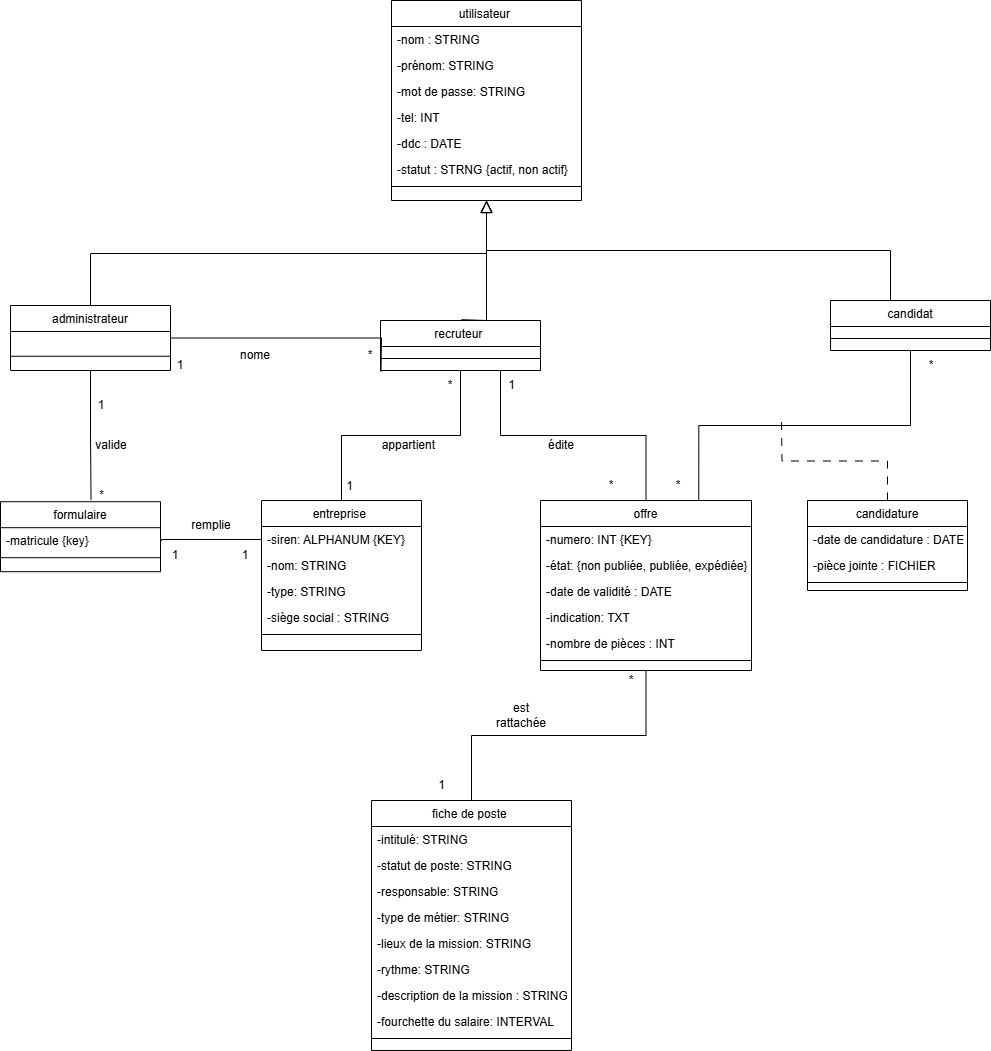 utilisateur
-nom : STRING
-prénom: STRING
-mot de passe: STRING
-tel: INT
-ddc : DATE
-statut : STRNG {actif, non actif}
administrateur
recruteur
candidat
nome
1
*
1
*
1
*
valide
appartient
édite
*
1
*
*
formulaire
-matricule {key}
remplie
1
1
entreprise
-siren: ALPHANUM {KEY}
-nom: STRING
-type: STRING
-siège social : STRING
offre
-numero: INT {KEY}
-état: {non publiée, publiée, expédiée}
-date de validité : DATE
-indication: TXT
-nombre de pièces : INT
candidature
-date de candidature : DATE
-pièce jointe : FICHIER
*
est
rattachée
1
fiche de poste
-intitulé: STRING
-statut de poste: STRING
-responsable: STRING
-type de métier: STRING
-lieux de la mission: STRING
-rythme: STRING
-description de la mission : STRING
-fourchette du salaire: INTERVAL